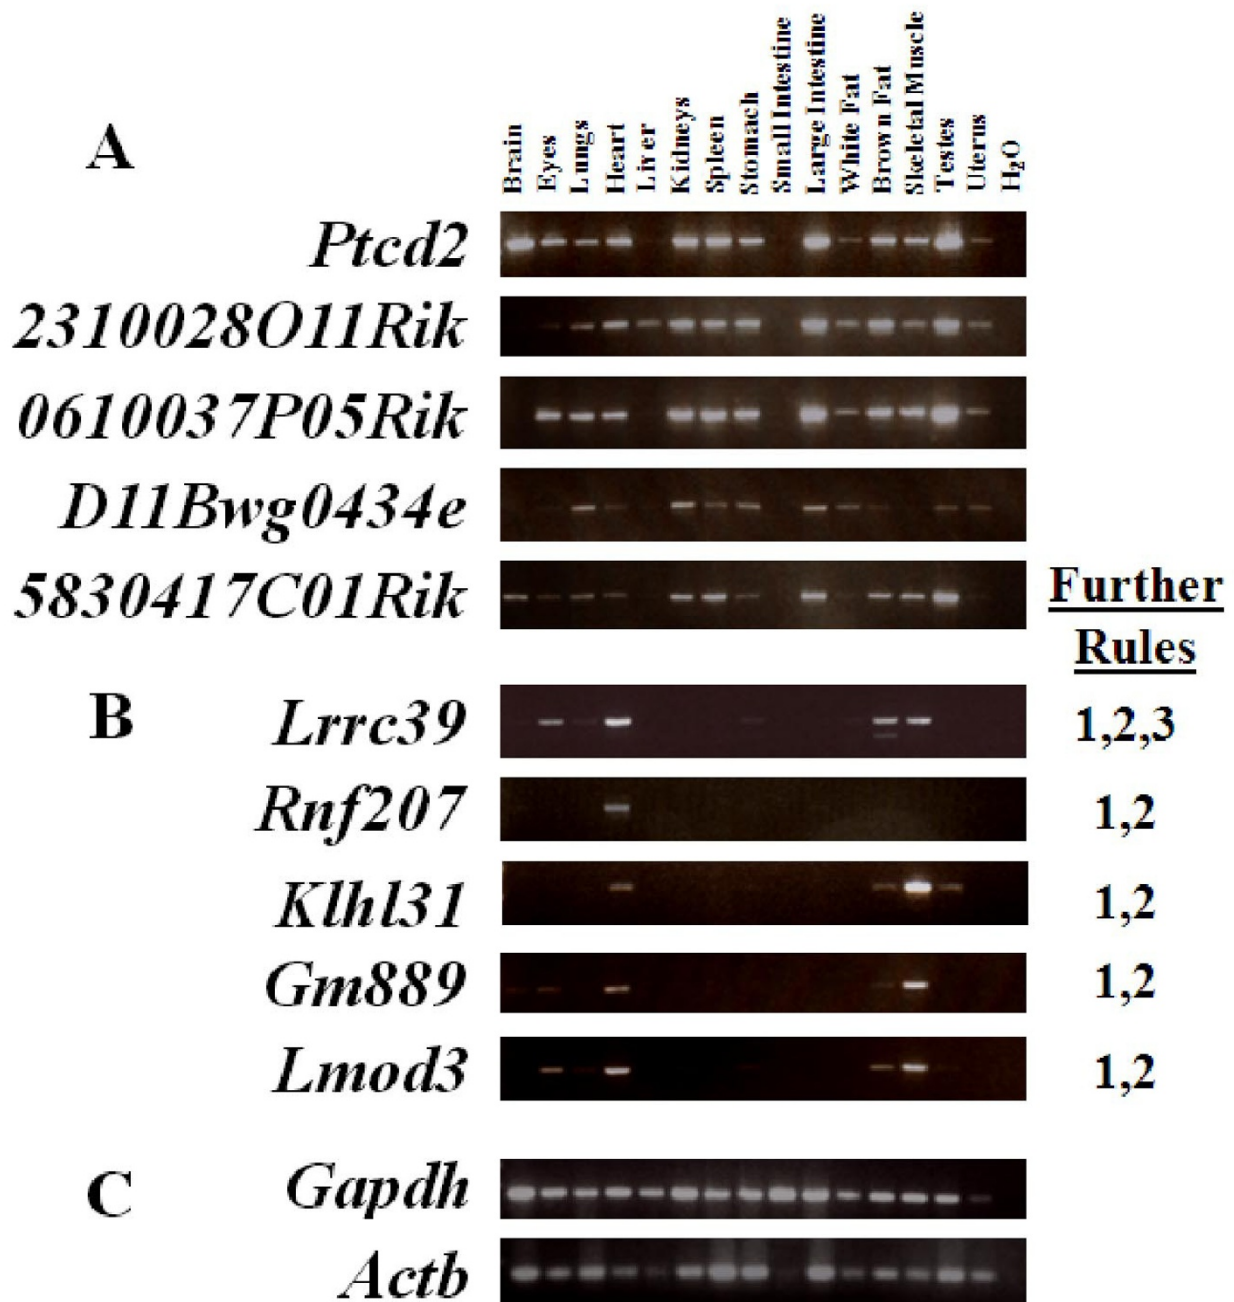 A
Brain
Eyes
Lungs
Heart
Liver
Kidneys
Spleen
Stomach
Small Intestine
Large Intestine
White Fat
Brown Fat
Skeletal Muscle
Testes
Uterus
H₂O
Ptcd2
2310028O11Rik
0610037P05Rik
D11Bwg0434e
5830417C01Rik
Further
Rules
B
Lrrc39 1,2,3
Rnf207 1,2
Klhl31 1,2
Gm889 1,2
Lmod3 1,2
C
Gapdh
Actb